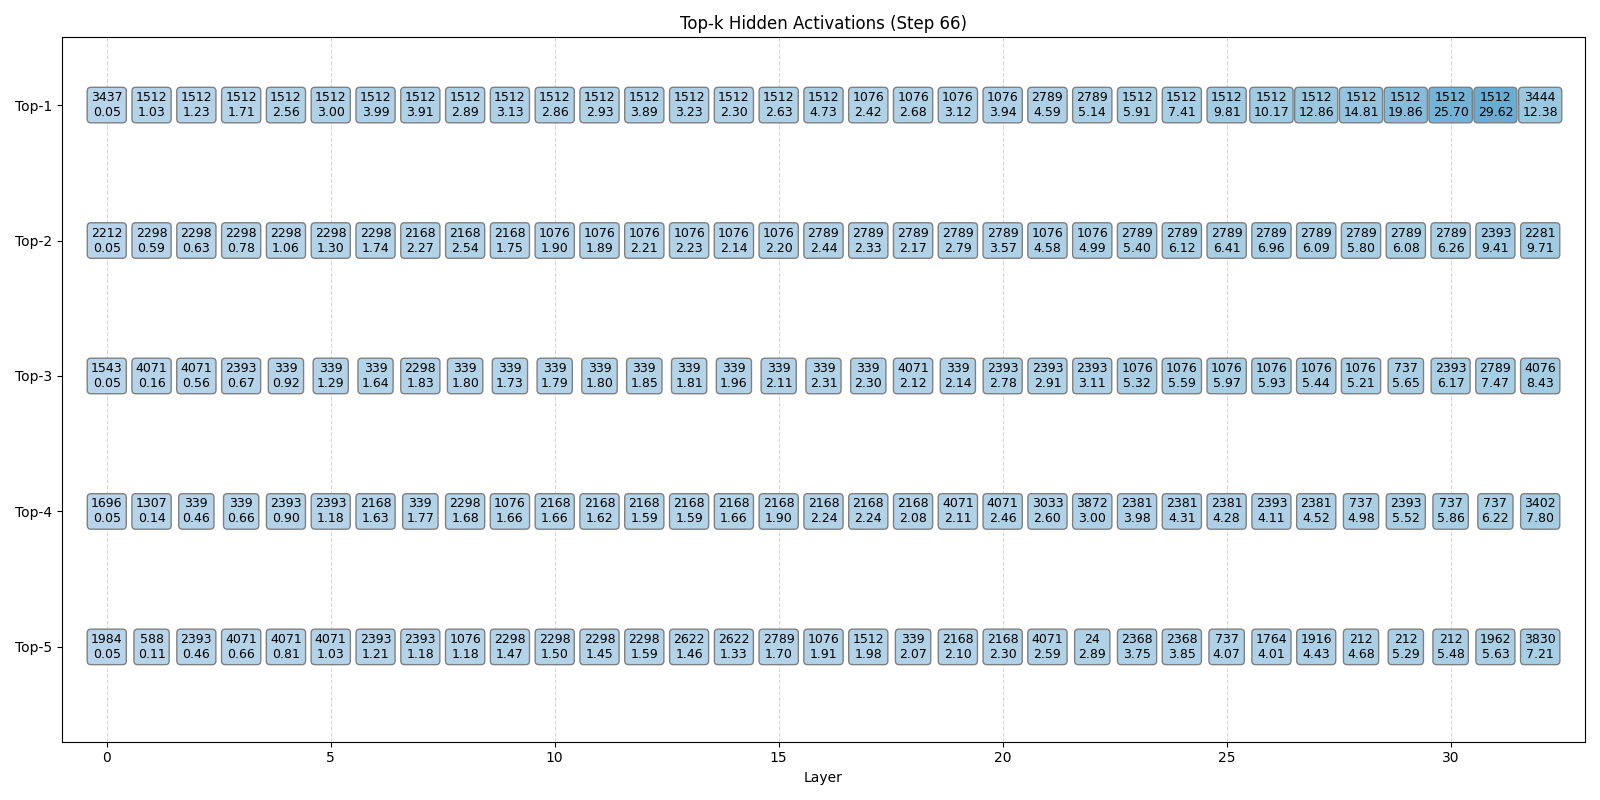 Top-k Hidden Activations (Step 66)
Top-1
3437 1512 1512 1512 1512 1512 1512 1512 1512 1512 1512 1512 1512 1512 1512 1512 1512 1076 1076 1076 1076 2789 2789 1512 1512 1512 1512 1512 1512 1512 1512 1512 3444
0.05 1.03 1.23 1.71 2.56 3.00 3.99 3.91 2.89 3.13 2.86 2.93 3.89 3.23 2.30 2.63 4.73 2.42 2.68 3.12 3.94 4.59 5.14 5.91 7.41 9.81 10.17 12.86 14.81 19.86 25.70 29.62 12.38
Top-2
2212 2298 2298 2298 2298 2298 2298 2168 2168 2168 1076 1076 1076 1076 1076 1076 2789 2789 2789 2789 2789 1076 1076 2789 2789 2789 2789 2789 2789 2789 2789 2393 2281
0.05 0.59 0.63 0.78 1.06 1.30 1.74 2.27 2.54 1.75 1.90 1.89 2.21 2.23 2.14 2.20 2.44 2.33 2.17 2.79 3.57 4.58 4.99 5.40 6.12 6.41 6.96 6.09 5.80 6.08 6.26 9.41 9.71
Top-3
1543 4071 4071 2393 339 339 339 2298 339 339 339 339 339 339 339 339 339 339 4071 339 2393 2393 2393 1076 1076 1076 1076 1076 1076 737 2393 2789 4076
0.05 0.16 0.56 0.67 0.92 1.29 1.64 1.83 1.80 1.73 1.79 1.80 1.85 1.81 1.96 2.11 2.31 2.30 2.12 2.14 2.78 2.91 3.11 5.32 5.59 5.97 5.93 5.44 5.21 5.65 6.17 7.47 8.43
Top-4
1696 1307 339 339 2393 2393 2168 339 2298 1076 2168 2168 2168 2168 2168 2168 2168 2168 2168 4071 4071 3033 3872 2381 2381 2381 2393 2381 737 2393 737 737 3402
0.05 0.14 0.46 0.66 0.90 1.18 1.63 1.77 1.68 1.66 1.66 1.62 1.59 1.59 1.66 1.90 2.24 2.24 2.08 2.11 2.46 2.60 3.00 3.98 4.31 4.28 4.11 4.52 4.98 5.52 5.86 6.22 7.80
Top-5
1984 588 2393 4071 4071 4071 2393 2393 1076 2298 2298 2298 2298 2622 2622 2789 1076 1512 339 2168 2168 4071 24 2368 2368 737 1764 1916 212 212 212 1962 3830
0.05 0.11 0.46 0.66 0.81 1.03 1.21 1.18 1.18 1.47 1.50 1.45 1.59 1.46 1.33 1.70 1.91 1.98 2.07 2.10 2.30 2.59 2.89 3.75 3.85 4.07 4.01 4.43 4.68 5.29 5.48 5.63 7.21
0 5 10 15 20 25 30
Layer